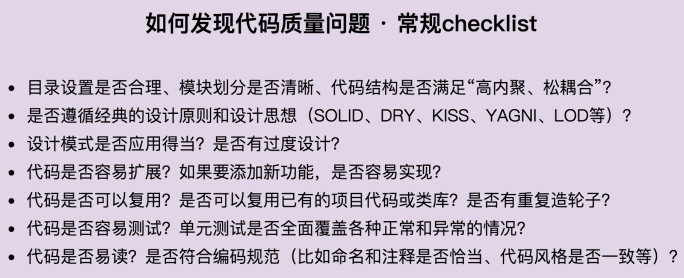 如何发现代码质量问题 · 常规checklist
• 目录设置是否合理、模块划分是否清晰、代码结构是否满足“高内聚、松耦合”？
• 是否遵循经典的设计原则和设计思想（SOLID、DRY、KISS、YAGNI、LOD等）？
• 设计模式是否应用得当？是否有过度设计？
• 代码是否容易扩展？如果要添加新功能，是否容易实现？
• 代码是否可以复用？是否可以复用已有的项目代码或类库？是否有重复造轮子？
• 代码是否容易测试？单元测试是否全面覆盖各种正常和异常的情况？
• 代码是否易读？是否符合编码规范（比如命名和注释是否恰当、代码风格是否一致等）？